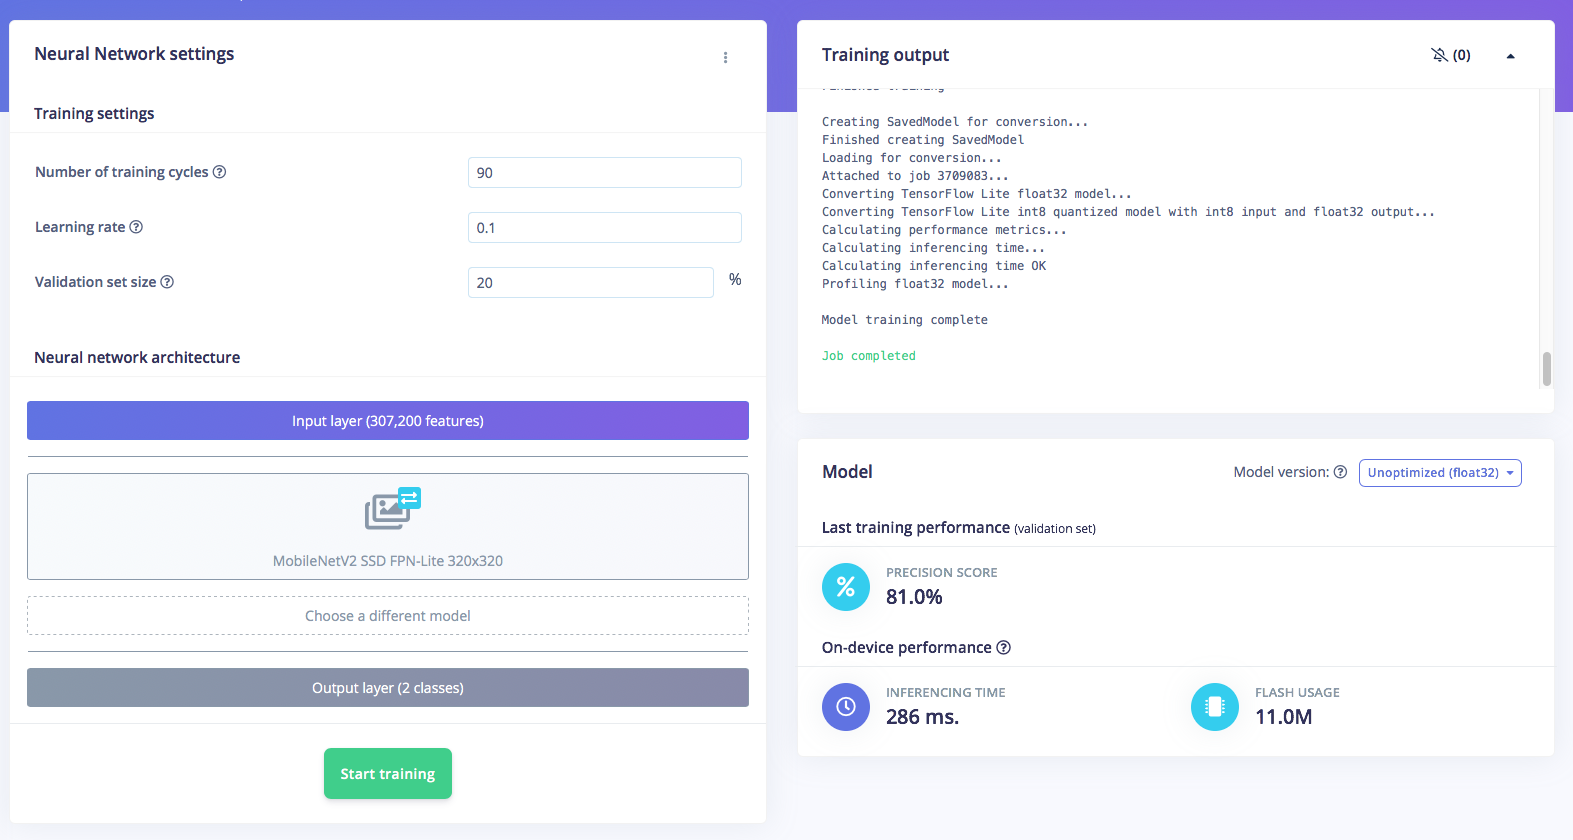 Neural Network settings
Training settings
Number of training cycles
90
Learning rate
0.1
Validation set size
20
%
Neural network architecture
Input layer (307,200 features)
MobileNetV2 SSD FPN-Lite 320x320
Choose a different model
Output layer (2 classes)
Start training
Training output
(0)
Finished training
Creating SavedModel for conversion...
Finished creating SavedModel
Loading for conversion...
Attached to job 3709083...
Converting TensorFlow Lite float32 model...
Converting TensorFlow Lite int8 quantized model with int8 input and float32 output...
Calculating performance metrics...
Calculating inferencing time...
Calculating inferencing time OK
Profiling float32 model...
Model training complete
Job completed
Model
Model version:
Unoptimized (float32)
Last training performance (validation set)
%
PRECISION SCORE
81.0%
On-device performance
INFERENCING TIME
286 ms.
FLASH USAGE
11.0M